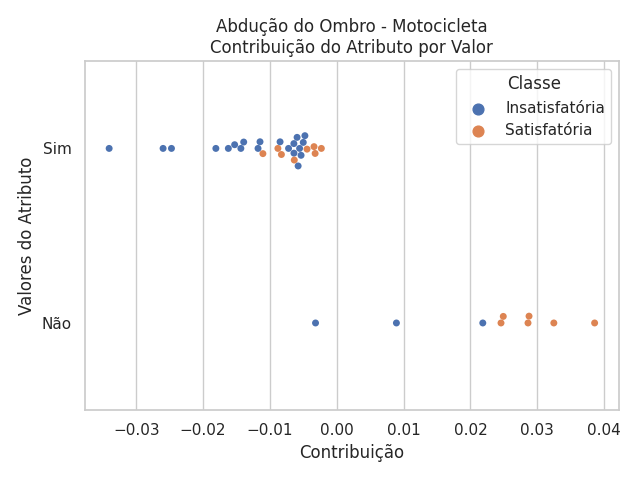 Abdução do Ombro - Motocicleta
Contribuição do Atributo por Valor
Classe
Insatisfatória
Satisfatória
Valores do Atributo
Sim
Não
−0.03 −0.02 −0.01 0.00 0.01 0.02 0.03 0.04
Contribuição